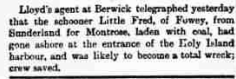 Lloyd's agent at Berwick telegraphed yesterday
that the schooner Little Fred, of Fowey, from
Sunderland for Montrose, laden with coal, had
gone ashore at the entrance of the Holy Island
harbour, and was likely to become a total wreck;
crew saved.